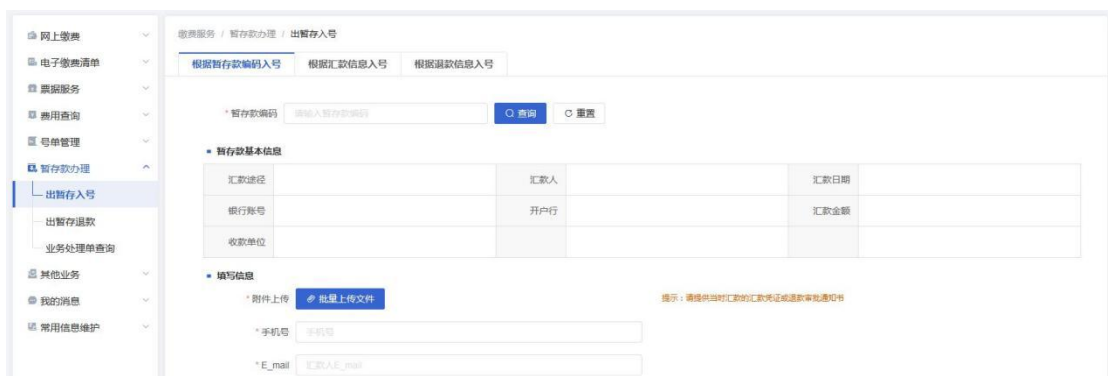 网上缴费
电子缴费清单
票据服务
费用查询
号单管理
暂存款办理
出暂存入号
出暂存退款
业务处理单查询
其他业务
我的消息
常用信息维护
缴费服务 / 暂存款办理 / 出暂存入号
根据暂存款编码入号 根据汇款信息入号 根据退款信息入号
*暂存款编码 请输入暂存款编码 查询 重置
暂存款基本信息
汇款途径 汇款人 汇款日期
银行账号 开户行 汇款金额
收款单位
填写信息
*附件上传 批量上传文件 提示：请提供当时汇款的汇款凭证或退款审批通知书
*手机号 手机号
*E_mail 汇款人E_mail